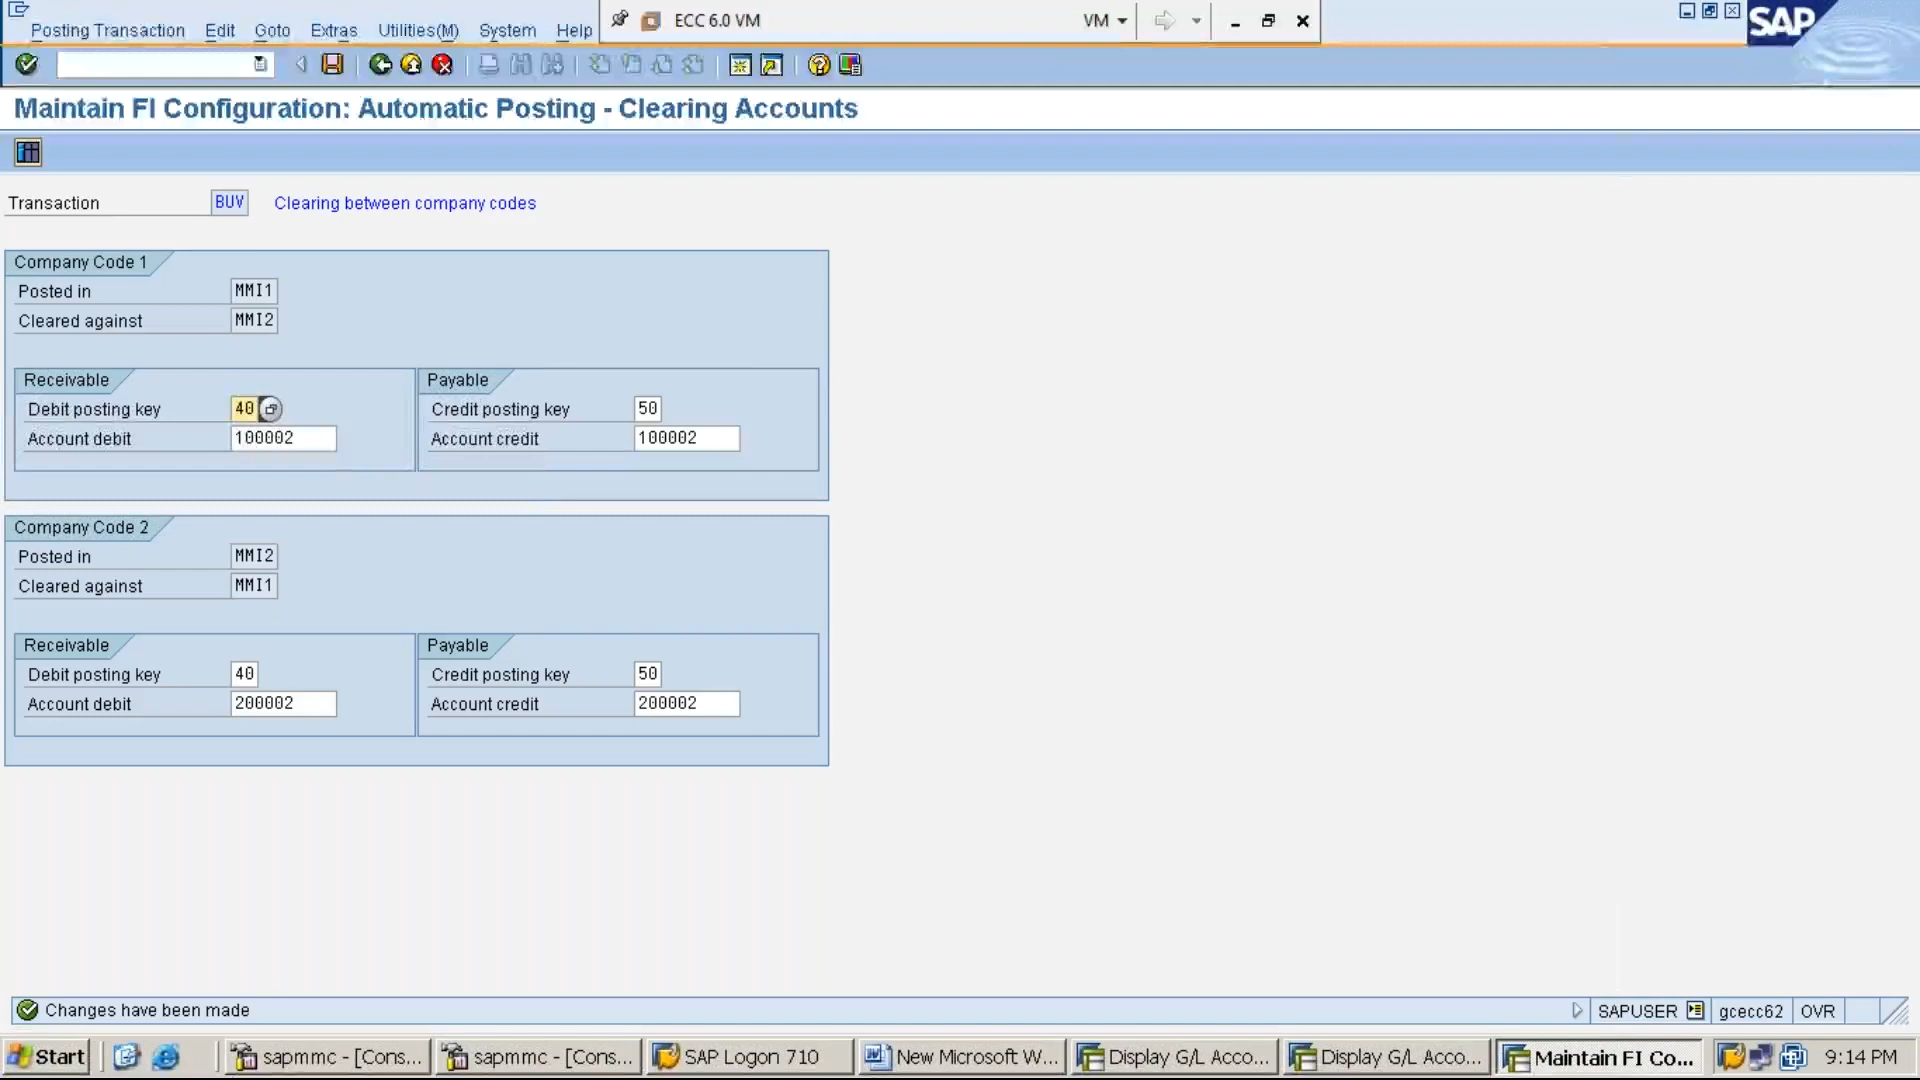 Posting Transaction Edit Goto Extras Utilities(M) System Help
ECC 6.0 VM
VM
SAP
Maintain FI Configuration: Automatic Posting - Clearing Accounts
Transaction BUV Clearing between company codes
Company Code 1
Posted in MMI1
Cleared against MMI2
Receivable Payable
Debit posting key 40 Credit posting key 50
Account debit 100002 Account credit 100002
Company Code 2
Posted in MMI2
Cleared against MMI1
Receivable Payable
Debit posting key 40 Credit posting key 50
Account debit 200002 Account credit 200002
Changes have been made
SAPUSER gcecc62 OVR
Start sapmmc - [Cons... sapmmc - [Cons... SAP Logon 710 New Microsoft W... Display G/L Acco... Display G/L Acco... Maintain FI Co... 9:14 PM